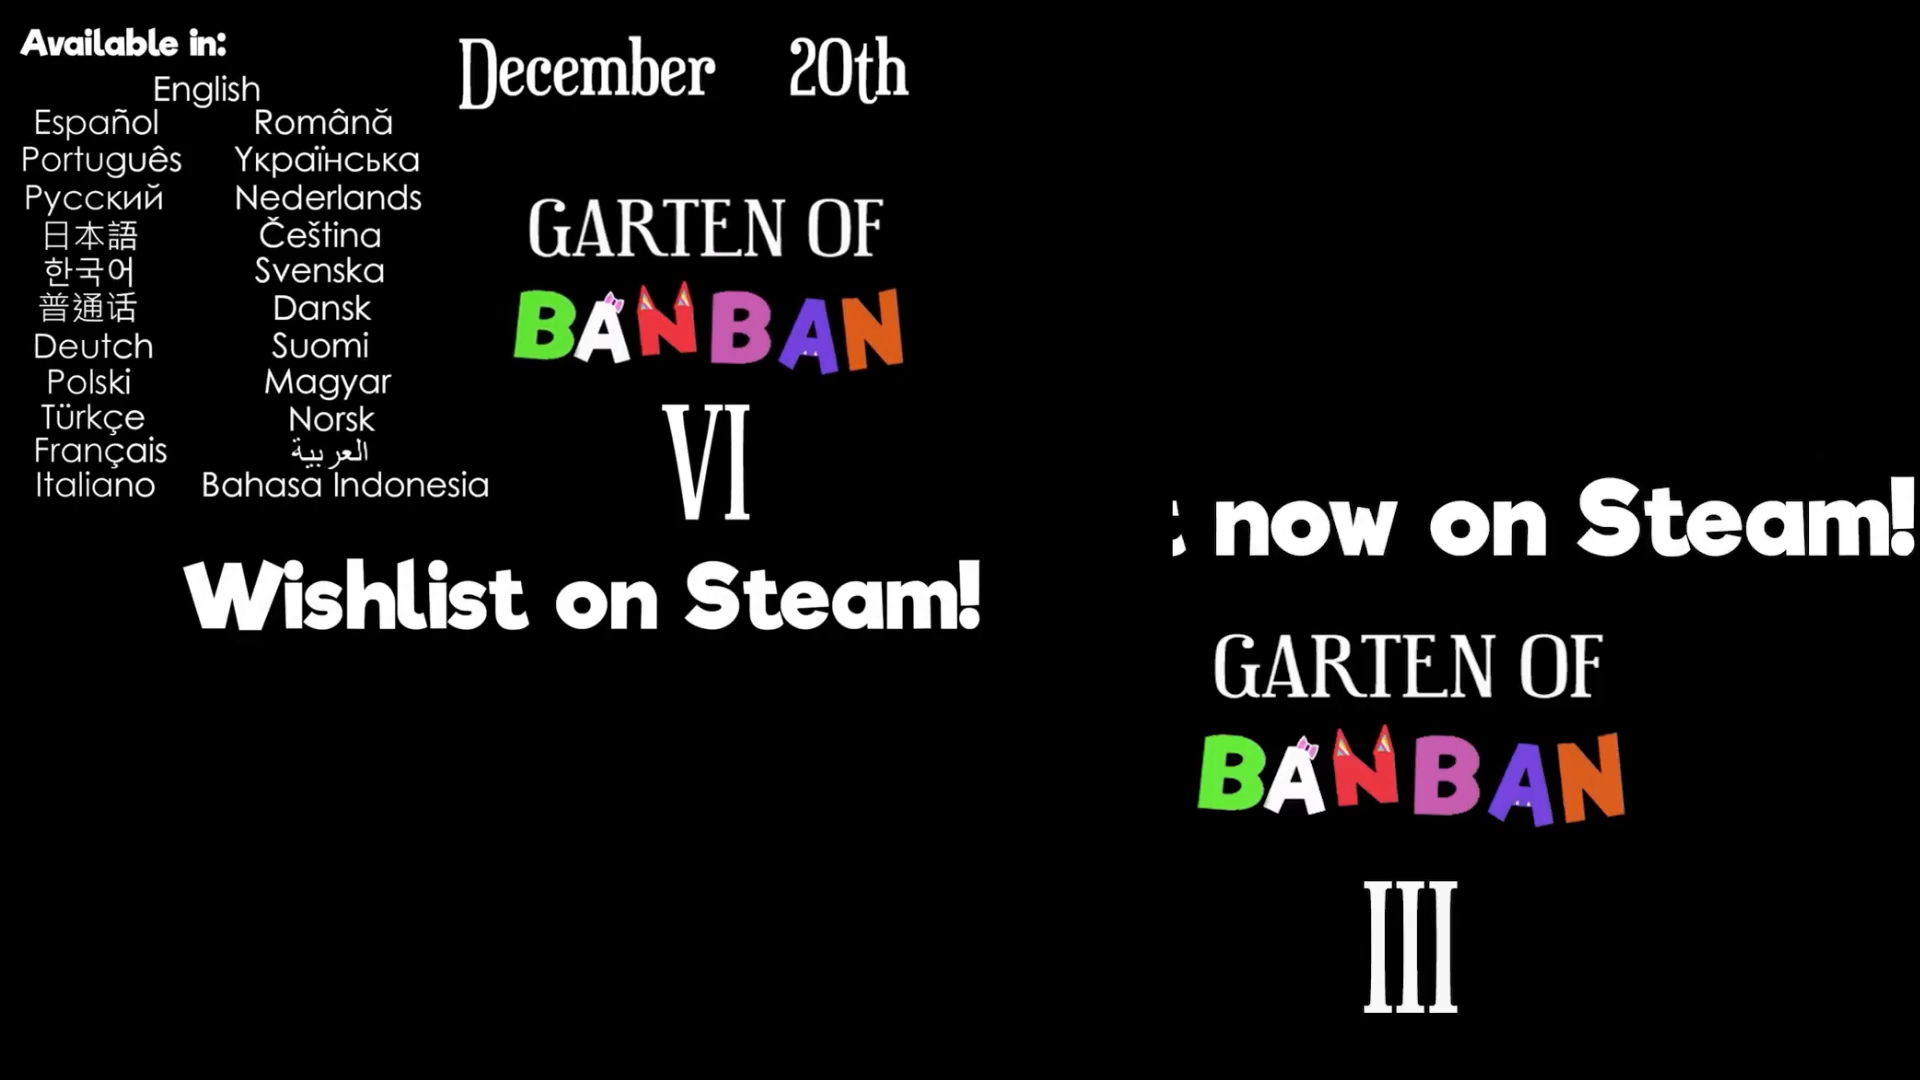 Available in:
English
Español Română
Português Українська
Русский Nederlands
日本語 Čeština
한국어 Svenska
普通话 Dansk
Deutch Suomi
Polski Magyar
Türkçe Norsk
Français العربية
Italiano Bahasa Indonesia
December 20th
GARTEN OF
BANBAN
VI
Wishlist on Steam!
now on Steam!
GARTEN OF
BANBAN
III